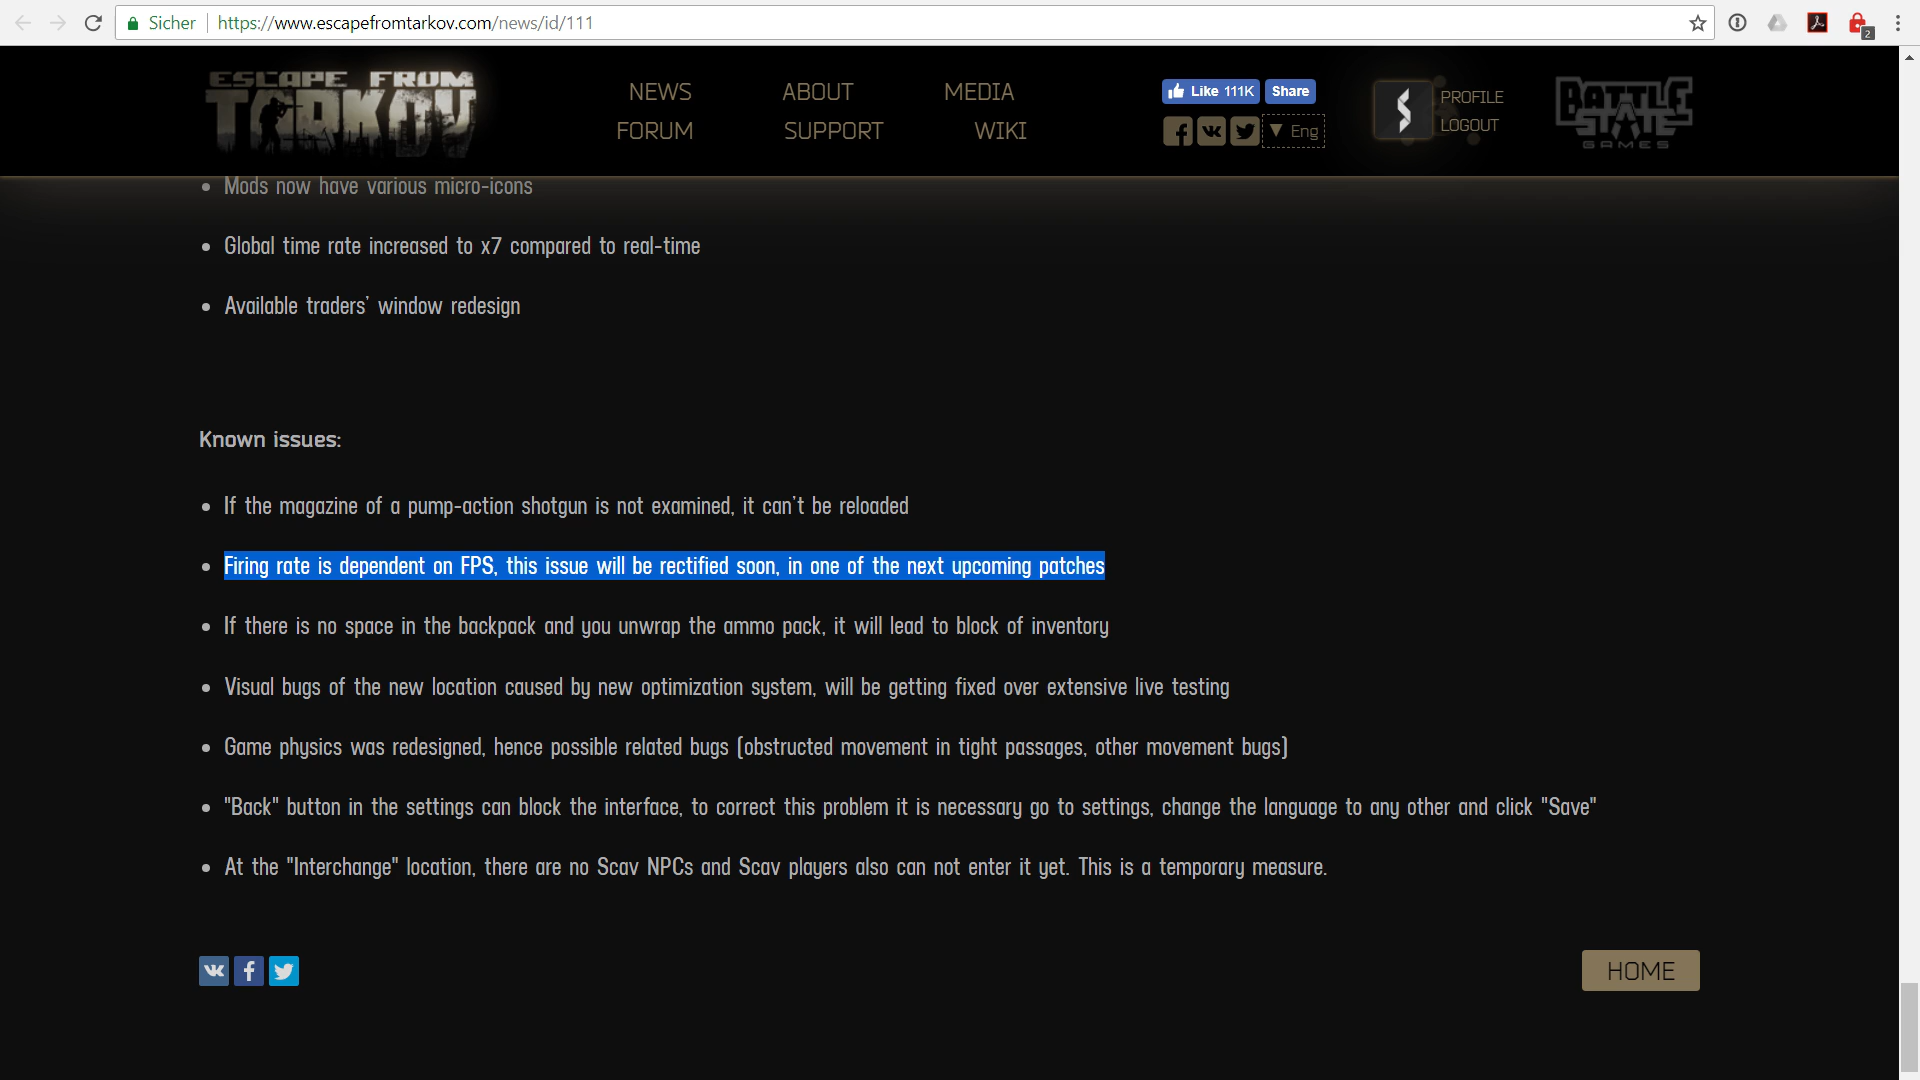 Sicher https://www.escapefromtarkov.com/news/id/111
2
ESCAPE FROM
TARKOV
NEWS ABOUT MEDIA
FORUM SUPPORT WIKI
Like 111K Share
▼ Eng
PROFILE
LOGOUT
BATTLE
STATE
GAMES
• Mods now have various micro-icons
• Global time rate increased to x7 compared to real-time
• Available traders’ window redesign
Known issues:
• If the magazine of a pump-action shotgun is not examined, it can’t be reloaded
• Firing rate is dependent on FPS, this issue will be rectified soon, in one of the next upcoming patches
• If there is no space in the backpack and you unwrap the ammo pack, it will lead to block of inventory
• Visual bugs of the new location caused by new optimization system, will be getting fixed over extensive live testing
• Game physics was redesigned, hence possible related bugs (obstructed movement in tight passages, other movement bugs)
• "Back" button in the settings can block the interface, to correct this problem it is necessary go to settings, change the language to any other and click "Save"
• At the "Interchange" location, there are no Scav NPCs and Scav players also can not enter it yet. This is a temporary measure.
HOME